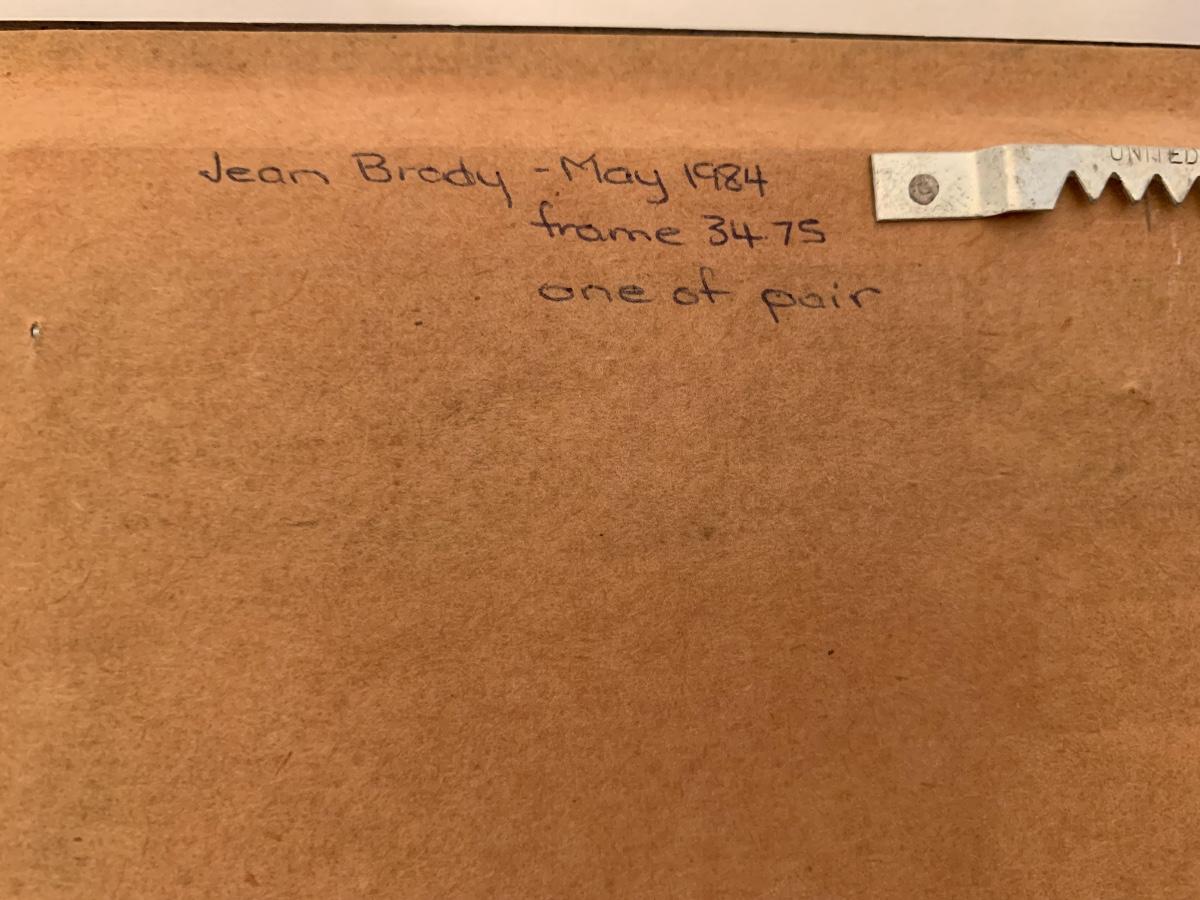 Jean Brody - May 1984
frame 34.75
one of pair
UNITED